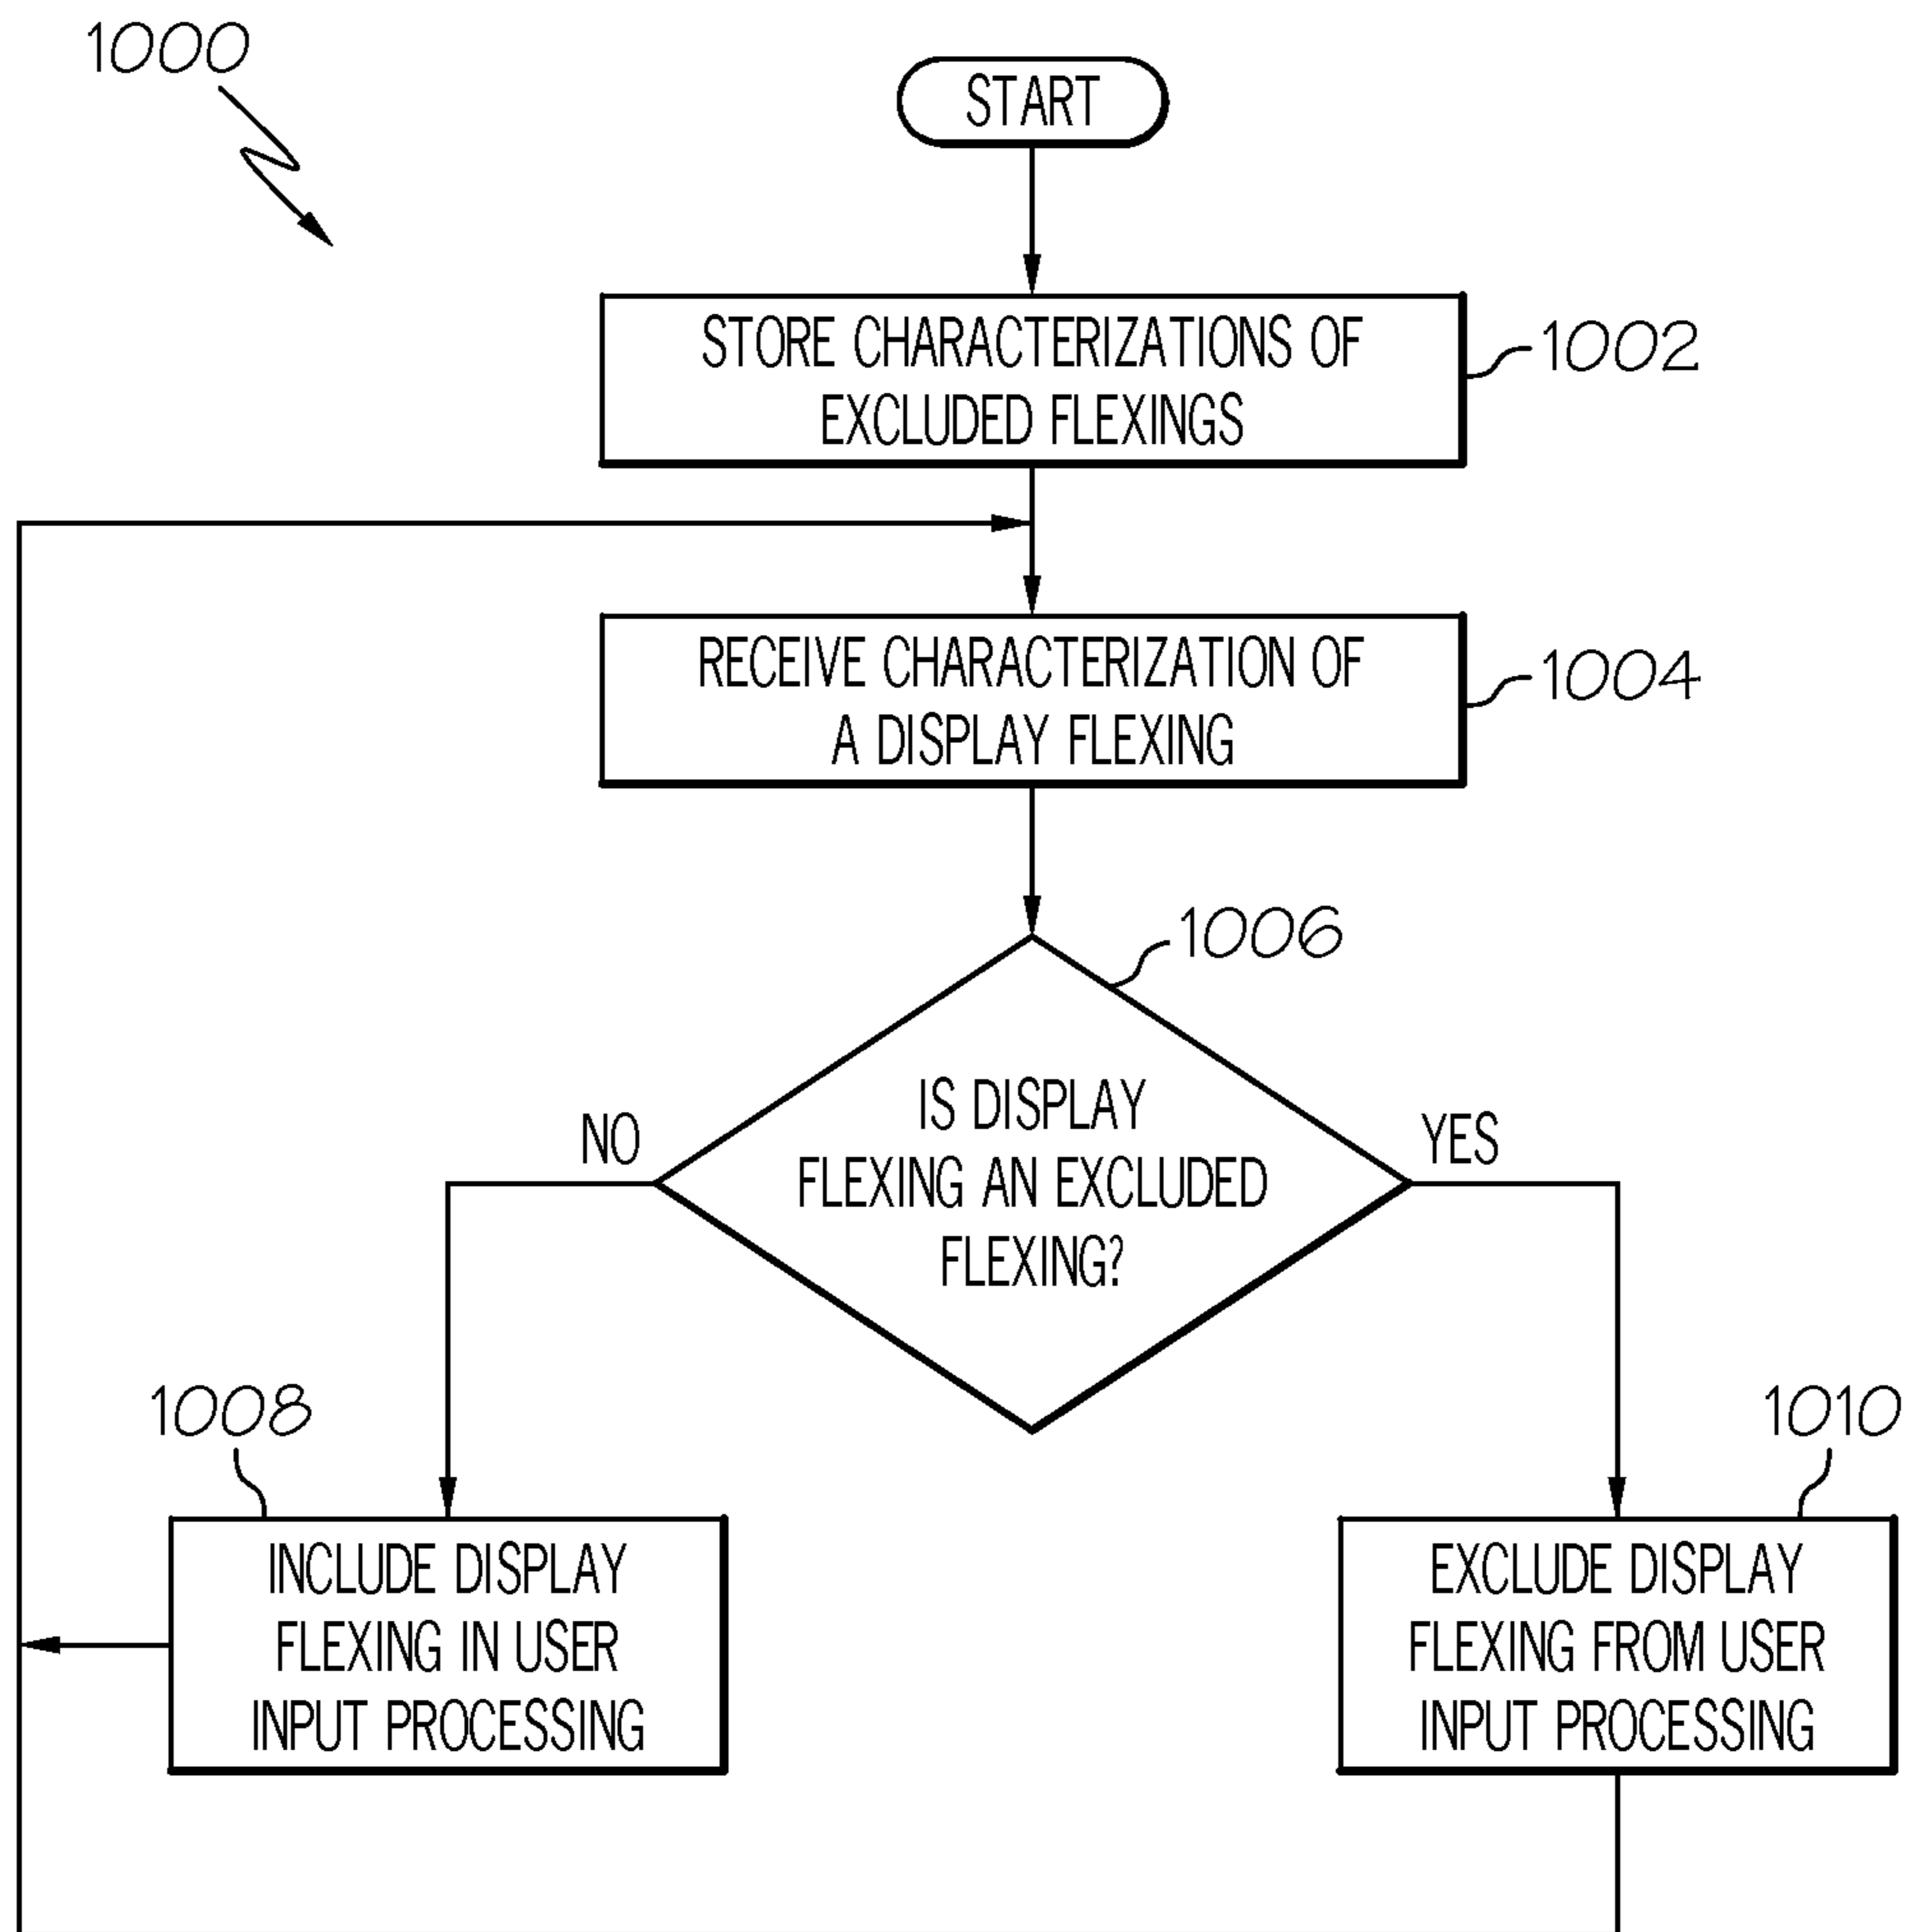 1000
START
STORE CHARACTERIZATIONS OF
EXCLUDED FLEXINGS
1002
RECEIVE CHARACTERIZATION OF
A DISPLAY FLEXING
1004
1006
IS DISPLAY
FLEXING AN EXCLUDED
FLEXING?
NO
YES
1008
INCLUDE DISPLAY
FLEXING IN USER
INPUT PROCESSING
1010
EXCLUDE DISPLAY
FLEXING FROM USER
INPUT PROCESSING